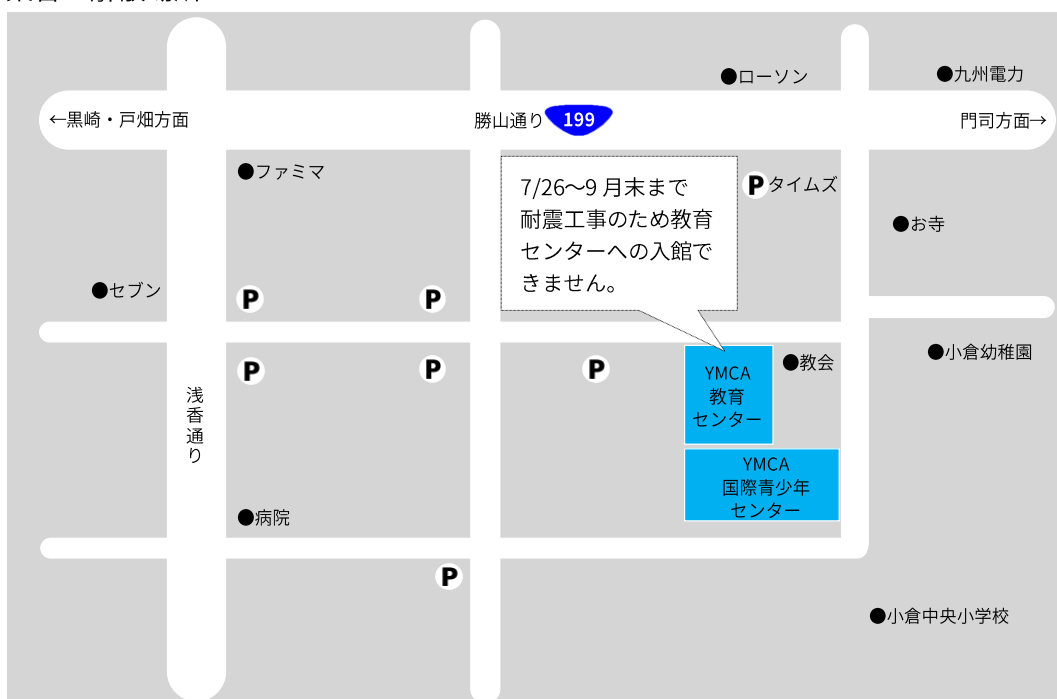 ●ローソン
●九州電力
←黒崎・戸畑方面
勝山通り
199
門司方面→
●ファミマ
7/26～9 月末まで
耐震工事のため教育
センターへの入館で
きません。
P タイムズ
●お寺
●セブン
P
P
P
P
P
YMCA
教育
センター
●教会
●小倉幼稚園
浅香通り
YMCA
国際青少年
センター
●病院
P
●小倉中央小学校